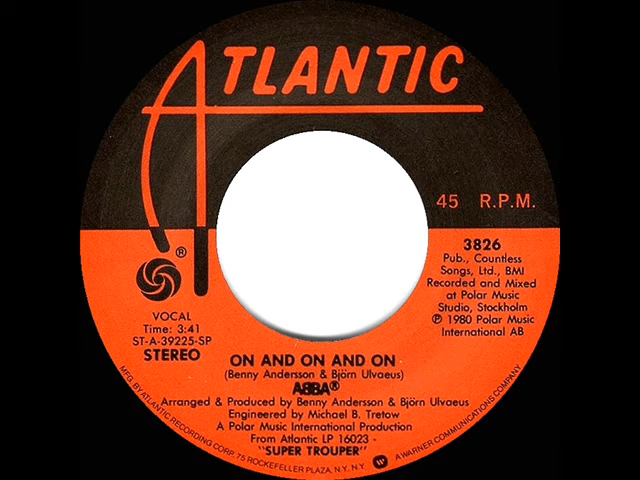 ATLANTIC
45 R.P.M.
®
3826
Pub., Countless
Songs, Ltd., BMI
Recorded and Mixed
at Polar Music
Studio, Stockholm
℗ 1980 Polar Music
International AB
VOCAL
Time: 3:41
ST-A-39225-SP
STEREO
ON AND ON AND ON
(Benny Andersson & Björn Ulvaeus)
ABBA®
Arranged & Produced by Benny Andersson & Björn Ulvaeus
Engineered by Michael B. Tretow
A Polar Music International Production
From Atlantic LP 16023 -
"SUPER TROUPER"
MFG. BY ATLANTIC RECORDING CORP. 75 ROCKEFELLER PLAZA, N.Y. N.Y. W A WARNER COMMUNICATIONS COMPANY